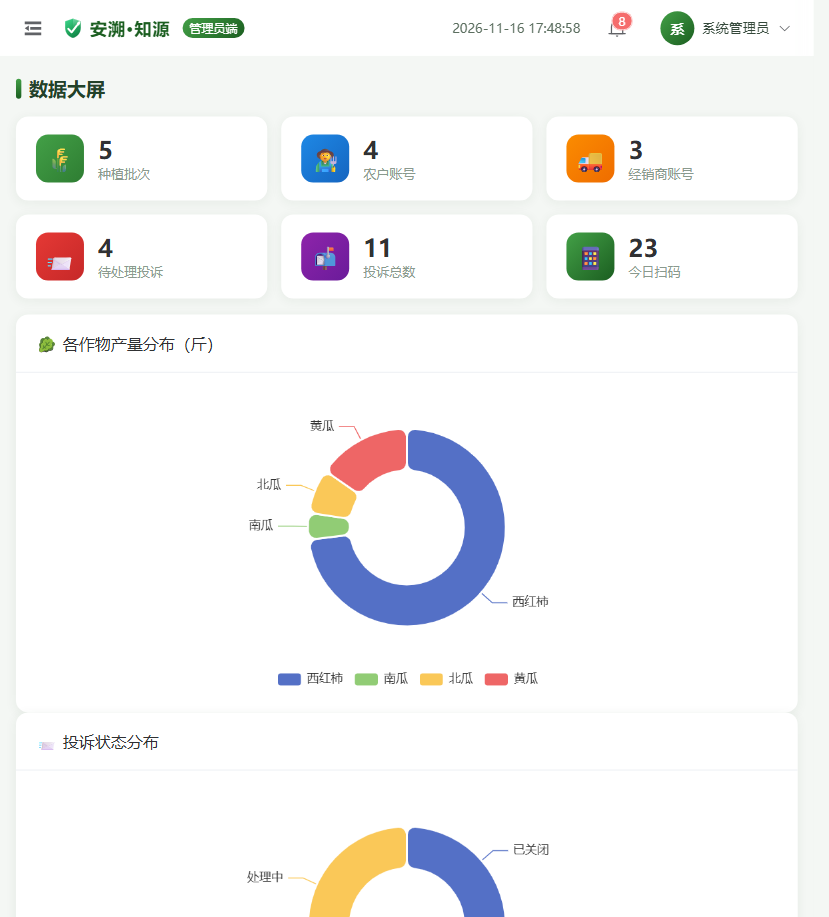 安溯·知源 管理员端 2026-11-16 17:48:58 8 系 系统管理员
数据大屏
5
种植批次
4
农户账号
3
经销商账号
4
待处理投诉
11
投诉总数
23
今日扫码
各作物产量分布（斤）
黄瓜
北瓜
南瓜
西红柿
西红柿 南瓜 北瓜 黄瓜
投诉状态分布
已关闭
处理中